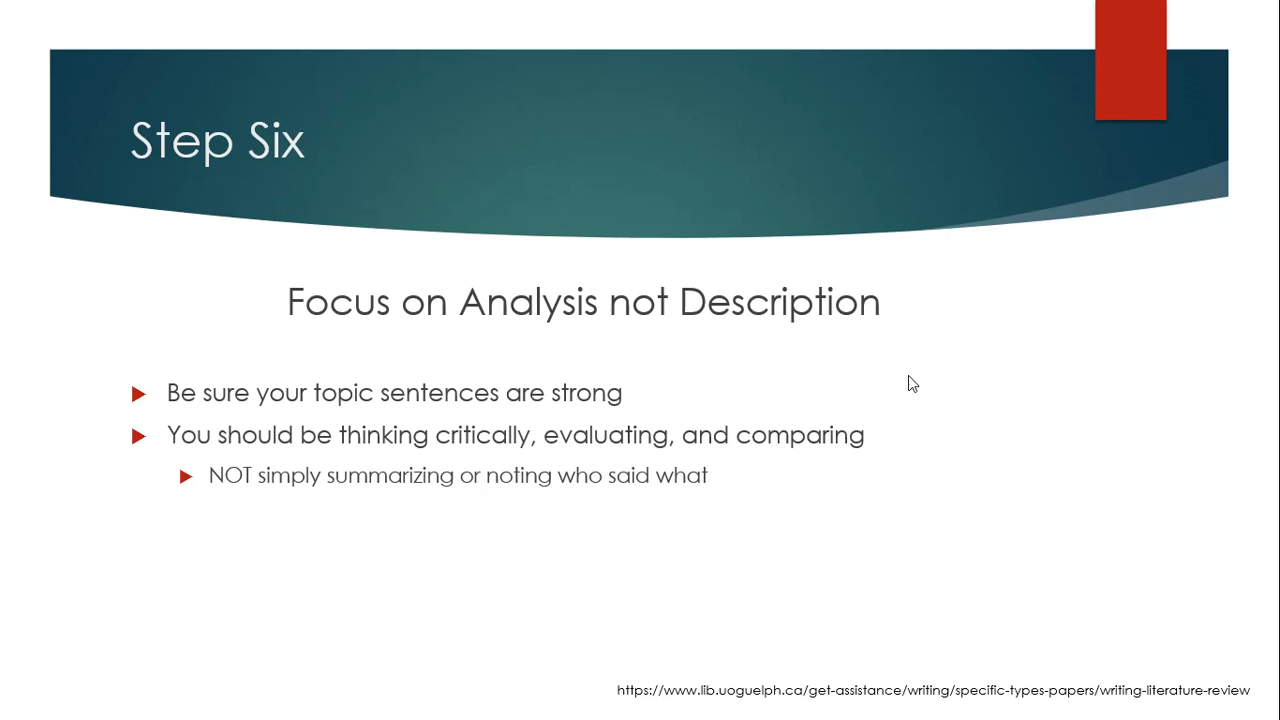 Step Six
Focus on Analysis not Description
Be sure your topic sentences are strong
You should be thinking critically, evaluating, and comparing
NOT simply summarizing or noting who said what
https://www.lib.uoguelph.ca/get-assistance/writing/specific-types-papers/writing-literature-review